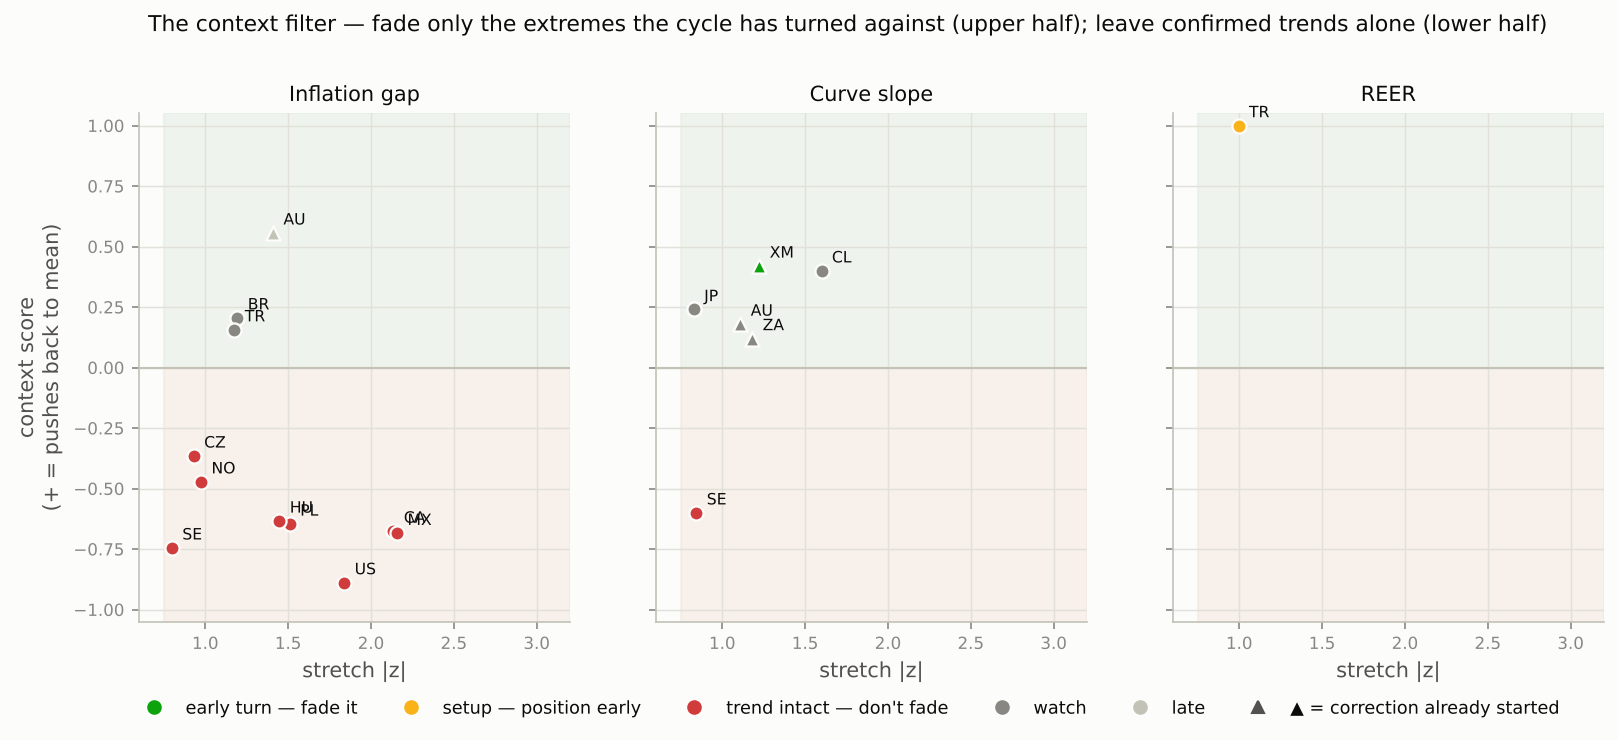 The context filter — fade only the extremes the cycle has turned against (upper half); leave confirmed trends alone (lower half)
Inflation gap
Curve slope
REER
context score
(+ = pushes back to mean)
1.00
0.75
0.50
0.25
0.00
−0.25
−0.50
−0.75
−1.00
AU
BR
TR
CZ
NO
HU
PL
CA
MX
SE
US
XM
CL
JP
AU
ZA
SE
TR
1.0 1.5 2.0 2.5 3.0
1.0 1.5 2.0 2.5 3.0
1.0 1.5 2.0 2.5 3.0
stretch |z|
stretch |z|
stretch |z|
early turn — fade it
setup — position early
trend intact — don't fade
watch
late
▲ = correction already started